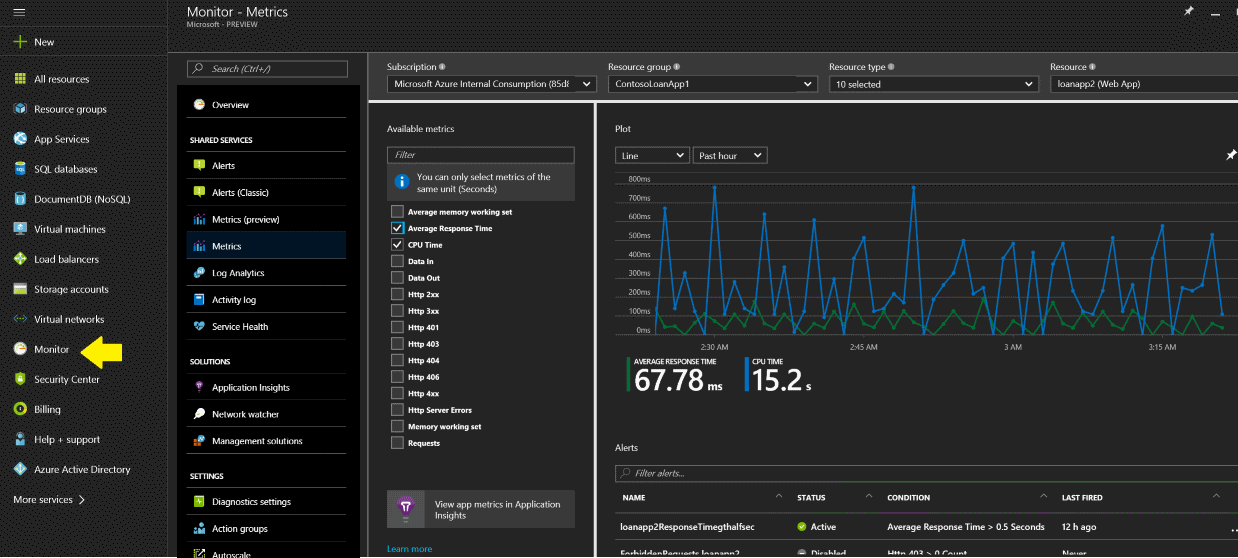 Monitor - Metrics
Microsoft - PREVIEW
New
All resources
Resource groups
App Services
SQL databases
DocumentDB (NoSQL)
Virtual machines
Load balancers
Storage accounts
Virtual networks
Monitor
Security Center
Billing
Help + support
Azure Active Directory
More services
Search (Ctrl+/)
Overview
SHARED SERVICES
Alerts
Alerts (Classic)
Metrics (preview)
Metrics
Log Analytics
Activity log
Service Health
SOLUTIONS
Application Insights
Network watcher
Management solutions
SETTINGS
Diagnostics settings
Action groups
Autoscale
Subscription
Microsoft Azure Internal Consumption (85d8
Resource group
ContosoLoanApp1
Resource type
10 selected
Resource
loanapp2 (Web App)
Available metrics
Filter
You can only select metrics of the
same unit (Seconds)
Average memory working set
Average Response Time
CPU Time
Data In
Data Out
Http 2xx
Http 3xx
Http 401
Http 403
Http 404
Http 406
Http 4xx
Http Server Errors
Memory working set
Requests
View app metrics in Application
Insights
Learn more
Plot
Line
Past hour
800ms
700ms
600ms
500ms
400ms
300ms
200ms
100ms
0ms
2:30 AM
2:45 AM
3 AM
3:15 AM
AVERAGE RESPONSE TIME
67.78 ms
CPU TIME
15.2 s
Alerts
Filter alerts...
NAME STATUS CONDITION LAST FIRED
loanapp2ResponseTimegthalfsec Active Average Response Time > 0.5 Seconds 12 h ago
ForbiddenRequests loanapp2 Disabled Http 403 > 0 Count Never